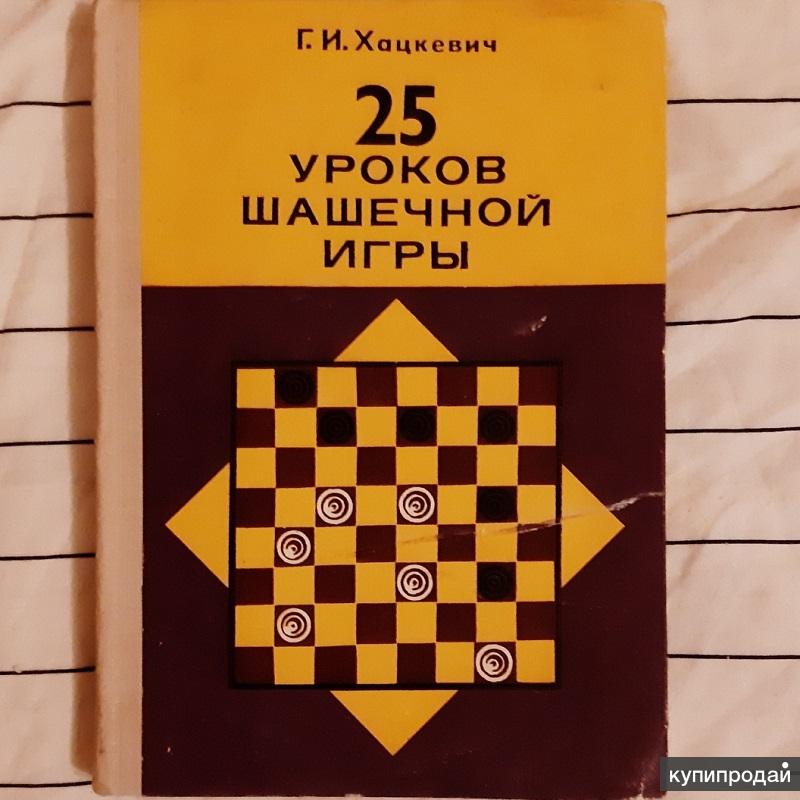 Г. И. Хацкевич
25
УРОКОВ
ШАШЕЧНОЙ
ИГРЫ
купипродай